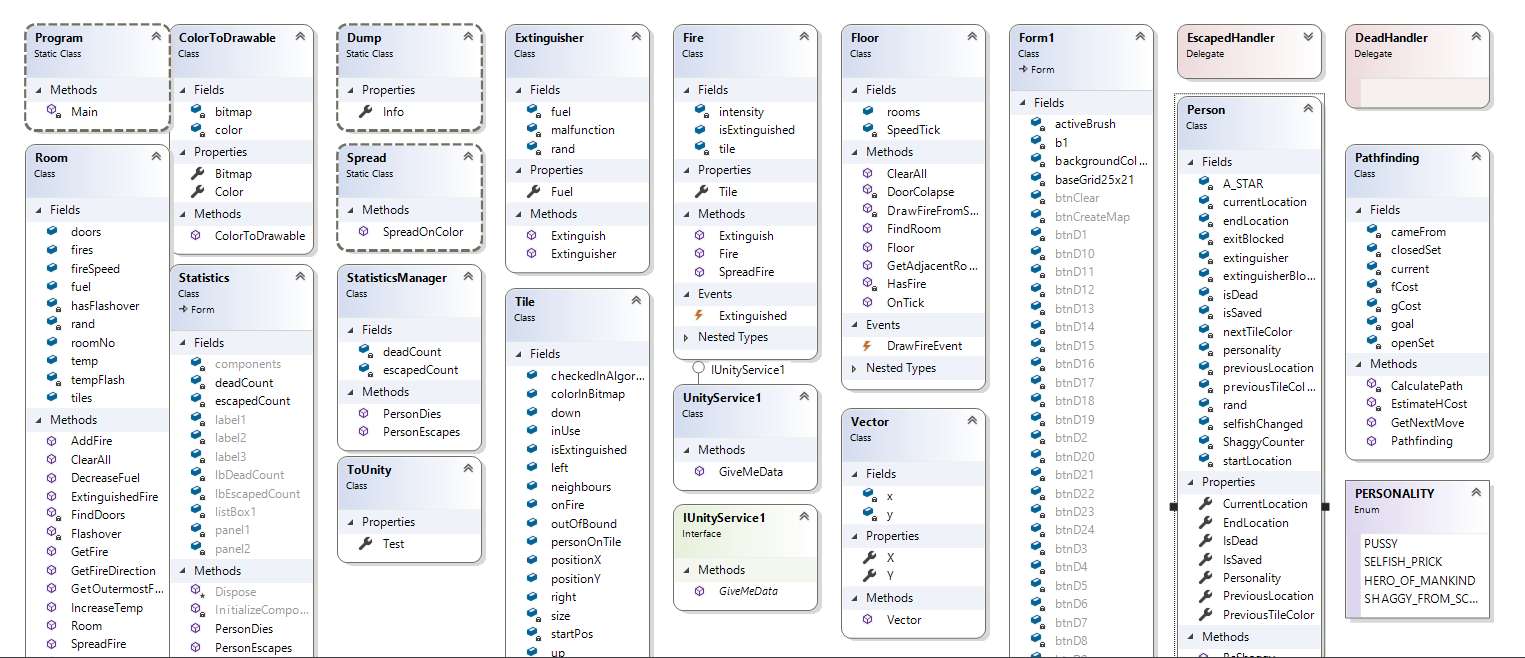 Program
Static Class
Methods
Main
Room
Class
Fields
doors
fires
fireSpeed
fuel
hasFlashover
rand
roomNo
temp
tempFlash
tiles
Methods
AddFire
ClearAll
DecreaseFuel
ExtinguishedFire
FindDoors
Flashover
GetFire
GetFireDirection
GetOutermostF...
IncreaseTemp
Room
SpreadFire
ColorToDrawable
Class
Fields
bitmap
color
Properties
Bitmap
Color
Methods
ColorToDrawable
Statistics
Class
Form
Fields
components
deadCount
escapedCount
label1
label2
label3
lbDeadCount
lbEscapedCount
listBox1
panel1
panel2
Methods
Dispose
InitializeCompo...
PersonDies
PersonEscapes
Dump
Static Class
Properties
Info
Spread
Static Class
Methods
SpreadOnColor
StatisticsManager
Class
Fields
deadCount
escapedCount
Methods
PersonDies
PersonEscapes
ToUnity
Class
Properties
Test
Extinguisher
Class
Fields
fuel
malfunction
rand
Properties
Fuel
Methods
Extinguish
Extinguisher
Tile
Class
Fields
checkedInAlgor...
colorInBitmap
down
inUse
isExtinguished
left
neighbours
onFire
outOfBound
personOnTile
positionX
positionY
right
size
startPos
up
Fire
Class
Fields
intensity
isExtinguished
tile
Properties
Tile
Methods
Extinguish
Fire
SpreadFire
Events
Extinguished
Nested Types
IUnityService1
UnityService1
Class
Methods
GiveMeData
IUnityService1
Interface
Methods
GiveMeData
Floor
Class
Fields
rooms
SpeedTick
Methods
ClearAll
DoorColapse
DrawFireFromS...
FindRoom
Floor
GetAdjacentRo...
HasFire
OnTick
Events
DrawFireEvent
Nested Types
Vector
Class
Fields
x
y
Properties
X
Y
Methods
Vector
Form1
Class
Form
Fields
activeBrush
b1
backgroundCol...
baseGrid25x21
btnClear
btnCreateMap
btnD1
btnD10
btnD11
btnD12
btnD13
btnD14
btnD15
btnD16
btnD17
btnD18
btnD19
btnD2
btnD20
btnD21
btnD22
btnD23
btnD24
btnD3
btnD4
btnD5
btnD6
btnD7
btnD8
EscapedHandler
Delegate
Person
Class
Fields
A_STAR
currentLocation
endLocation
exitBlocked
extinguisher
extinguisherBlo...
isDead
isSaved
nextTileColor
personality
previousLocation
previousTileCol...
rand
selfishChanged
ShaggyCounter
startLocation
Properties
CurrentLocation
EndLocation
IsDead
IsSaved
Personality
PreviousLocation
PreviousTileColor
Methods
DeadHandler
Delegate
Pathfinding
Class
Fields
cameFrom
closedSet
current
fCost
gCost
goal
openSet
Methods
CalculatePath
EstimateHCost
GetNextMove
Pathfinding
PERSONALITY
Enum
PUSSY
SELFISH_PRICK
HERO_OF_MANKIND
SHAGGY_FROM_SC...